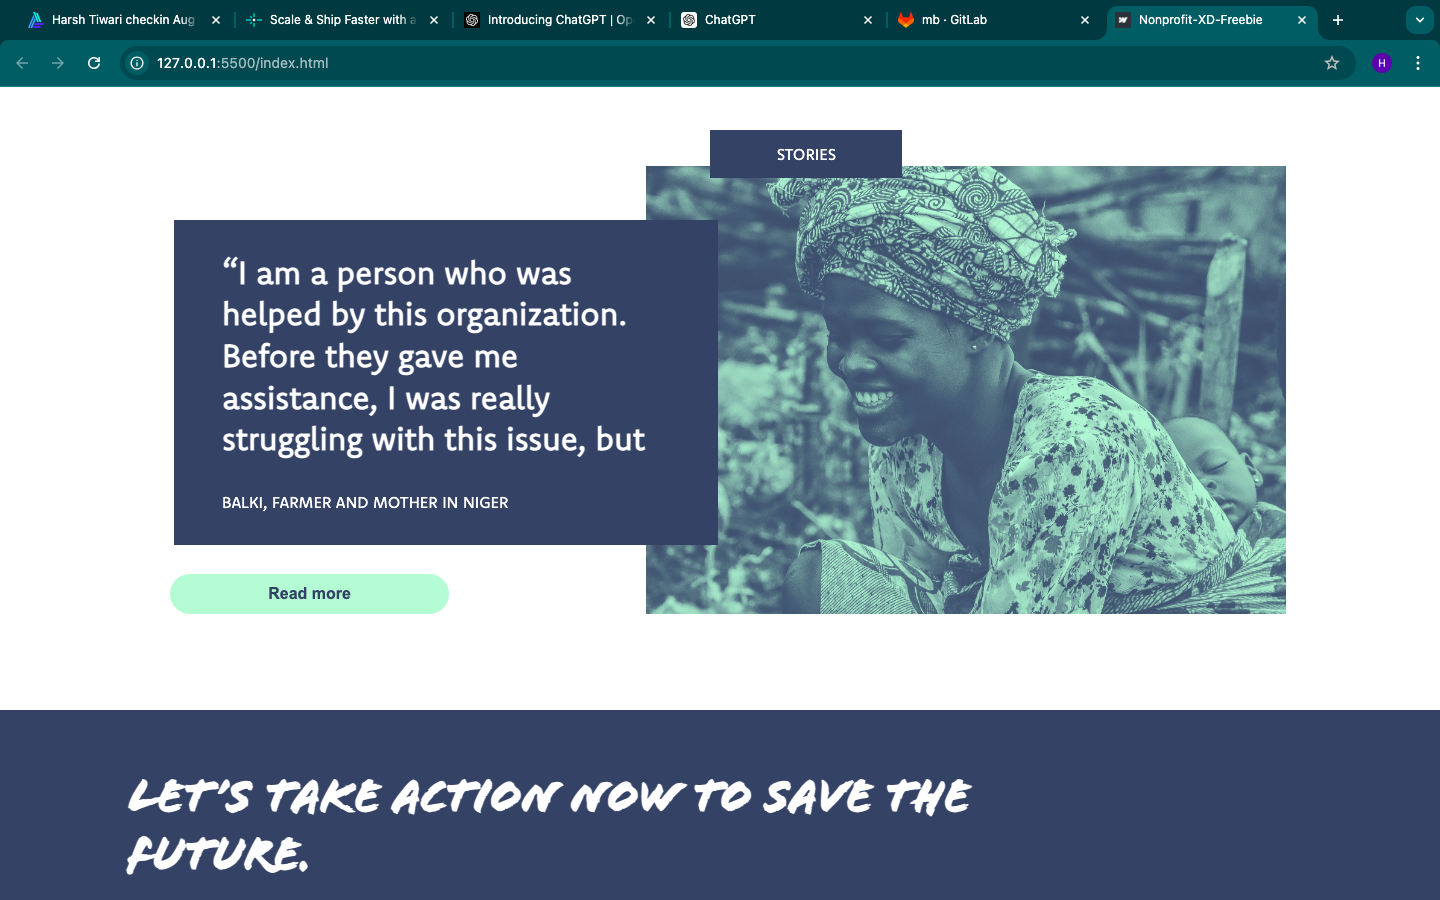 Harsh Tiwari checkin Aug
Scale & Ship Faster with a
Introducing ChatGPT | Op
ChatGPT
mb · GitLab
Nonprofit-XD-Freebie
127.0.0.1:5500/index.html
H
STORIES
“I am a person who was
helped by this organization.
Before they gave me
assistance, I was really
struggling with this issue, but
BALKI, FARMER AND MOTHER IN NIGER
Read more
LET'S TAKE ACTION NOW TO SAVE THE
FUTURE.